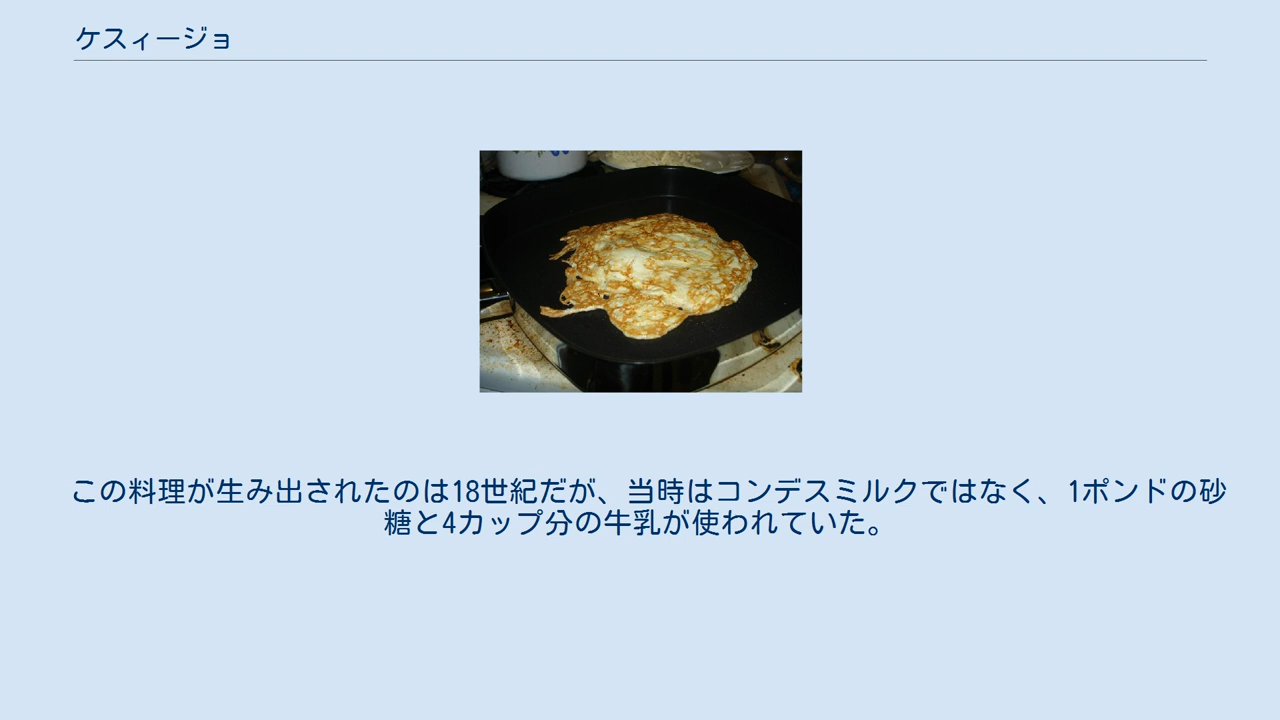 ケスィージョ
この料理が生み出されたのは18世紀だが、当時はコンデスミルクではなく、1ポンドの砂
糖と4カップ分の牛乳が使われていた。